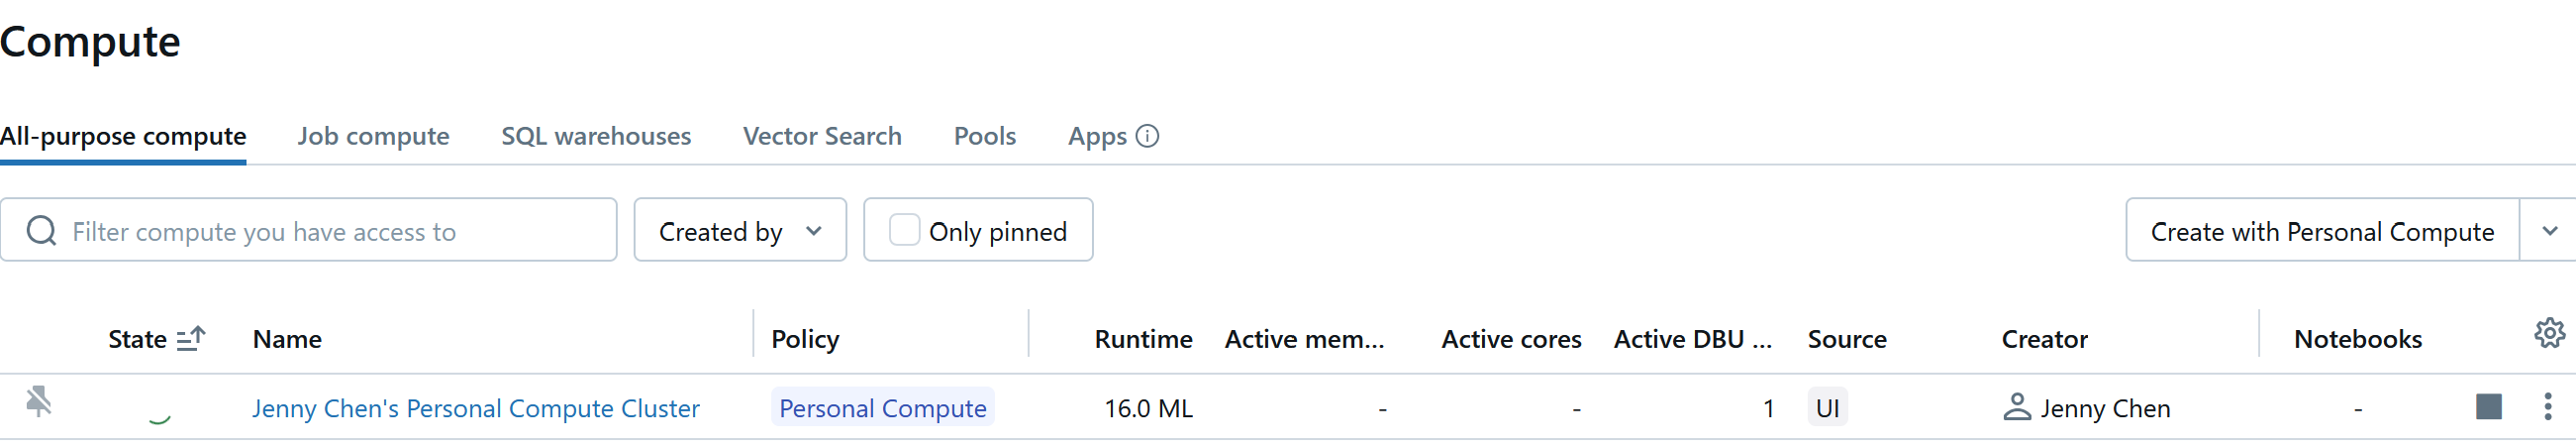 Compute
All-purpose compute Job compute SQL warehouses Vector Search Pools Apps
Filter compute you have access to Created by Only pinned Create with Personal Compute
State Name Policy Runtime Active mem... Active cores Active DBU ... Source Creator Notebooks
Jenny Chen's Personal Compute Cluster Personal Compute 16.0 ML - - 1 UI Jenny Chen -